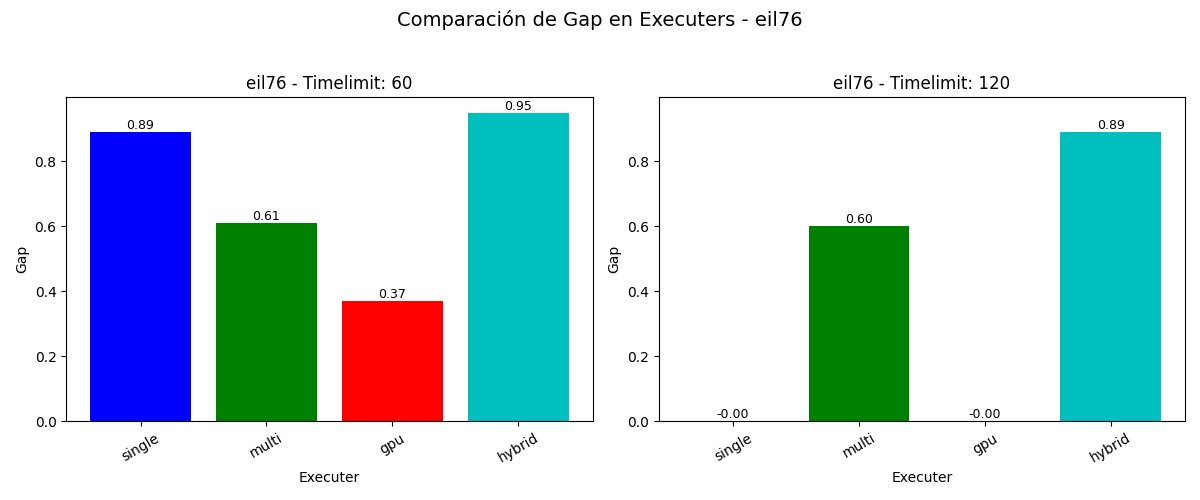 Comparación de Gap en Executers - eil76
eil76 - Timelimit: 60
Gap
0.8
0.6
0.4
0.2
0.0
0.89
0.61
0.37
0.95
single
multi
gpu
hybrid
Executer
eil76 - Timelimit: 120
Gap
0.8
0.6
0.4
0.2
0.0
-0.00
0.60
-0.00
0.89
single
multi
gpu
hybrid
Executer